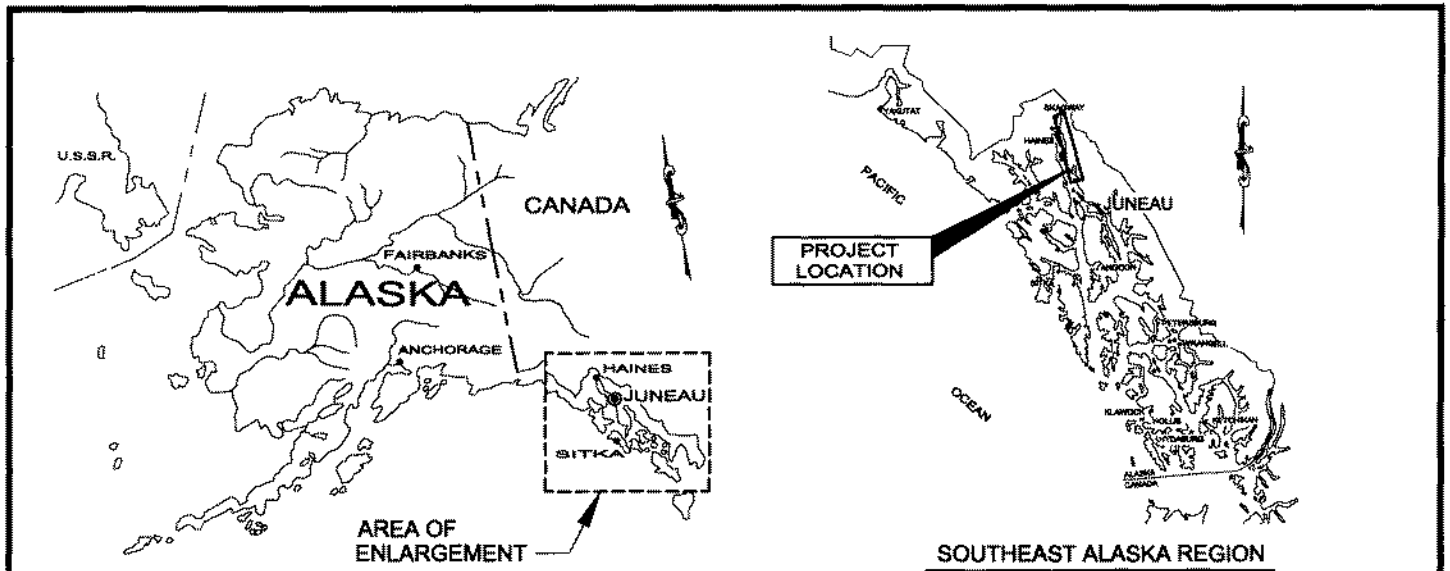 U.S.S.R.
CANADA
FAIRBANKS
ALASKA
ANCHORAGE
HAINES
JUNEAU
SITKA
AREA OF
ENLARGEMENT
SKAGWAY
YAKUTAT
HAINES
PACIFIC
JUNEAU
PROJECT
LOCATION
ANGOON
PETERSBURG
WRANGELL
OCEAN
KLAWOCK
HOLLIS
KETCHIKAN
HYDABURG
ALASKA
CANADA
SOUTHEAST ALASKA REGION